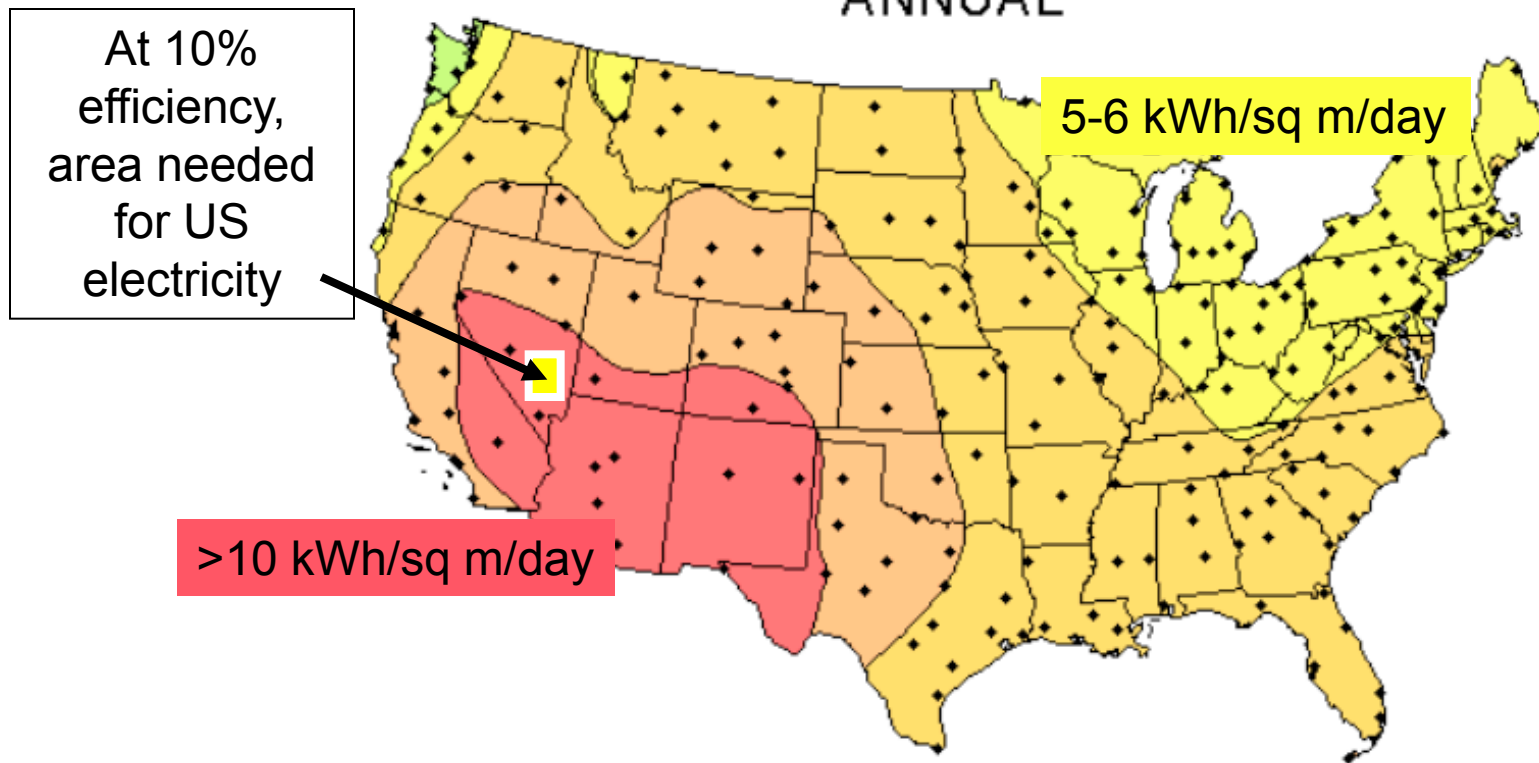 ANNUAL
At 10%
efficiency,
area needed
for US
electricity
5-6 kWh/sq m/day
>10 kWh/sq m/day